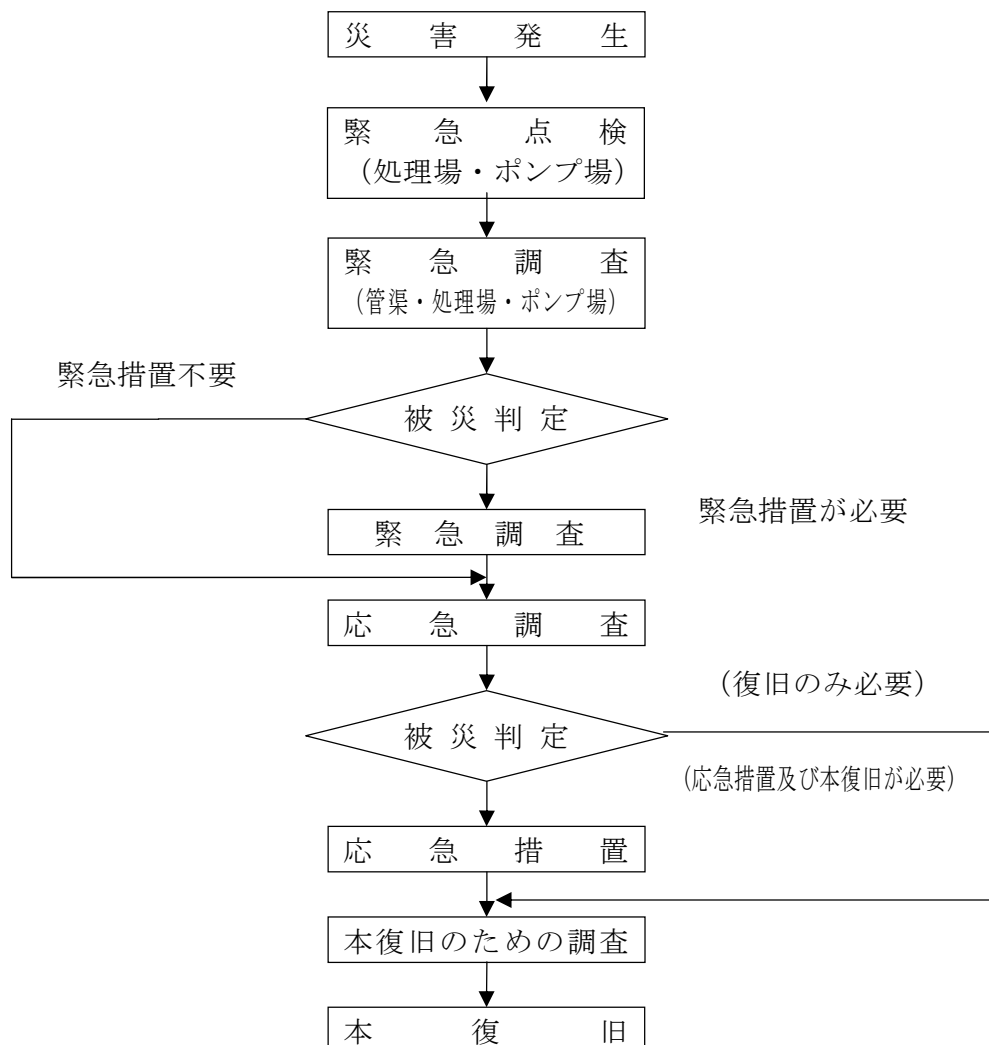 災害発生
緊急点検
（処理場・ポンプ場）
緊急調査
（管渠・処理場・ポンプ場）
緊急措置不要
被災判定
緊急措置が必要
緊急調査
応急調査
（復旧のみ必要）
被災判定
（応急措置及び本復旧が必要）
応急措置
本復旧のための調査
本復旧